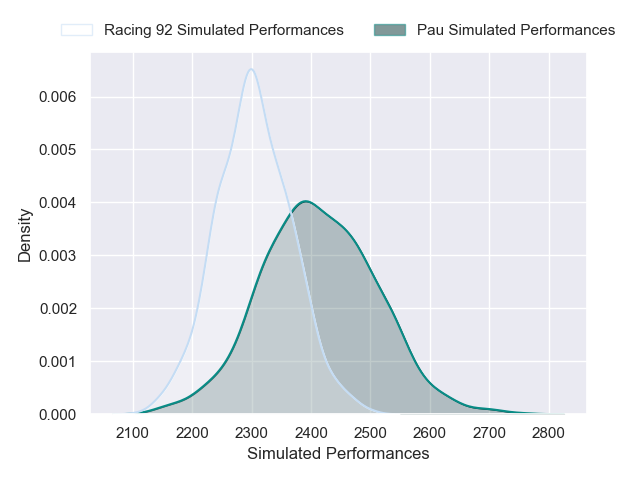 Racing 92 Simulated Performances Pau Simulated Performances
0.006
0.005
0.004
0.003
0.002
0.001
0.000
Density
2100 2200 2300 2400 2500 2600 2700 2800
Simulated Performances